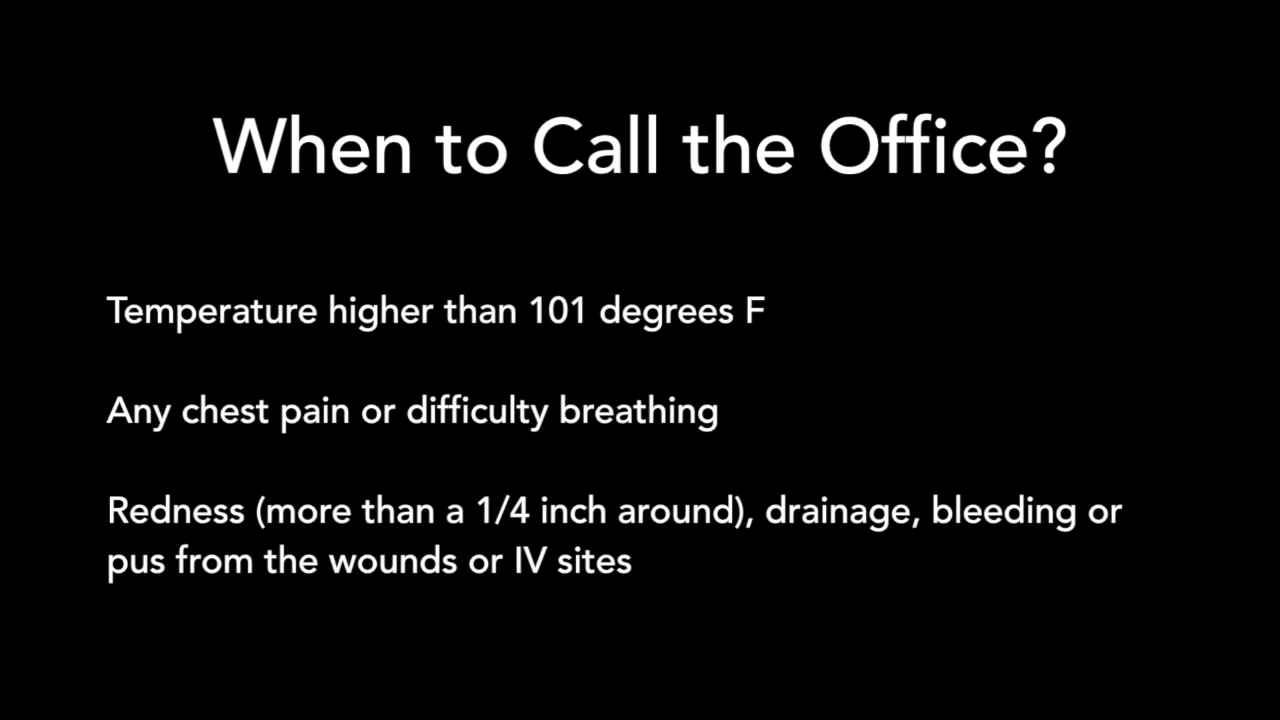 When to Call the Office?
Temperature higher than 101 degrees F
Any chest pain or difficulty breathing
Redness (more than a 1/4 inch around), drainage, bleeding or
pus from the wounds or IV sites